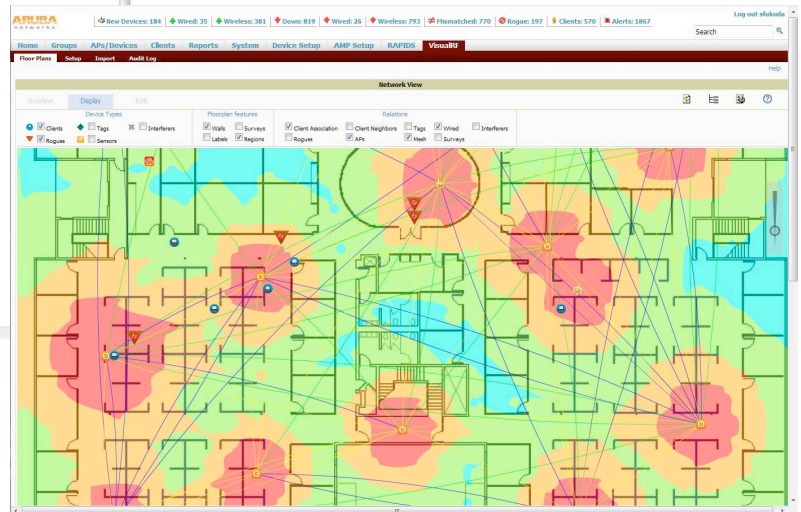 ARUBA
networks
New Devices: 184 Wired: 35 Wireless: 381 Down: 819 Wired: 26 Wireless: 793 Mismatched: 770 Rogue: 197 Clients: 570 Alerts: 1867
Log out sfukuda
Search
Home Groups APs/Devices Clients Reports System Device Setup AMP Setup RAPIDS VisualRF
Floor Plans Setup Import Audit Log
Help
Network View
Overlays Display Edit
Device Types Floorplan features Relations
Clients Tags Interferers Walls Surveys Client Association Client Neighbors Tags Wired Interferers
Rogues Sensors Labels Regions Rogues APs Mesh Surveys